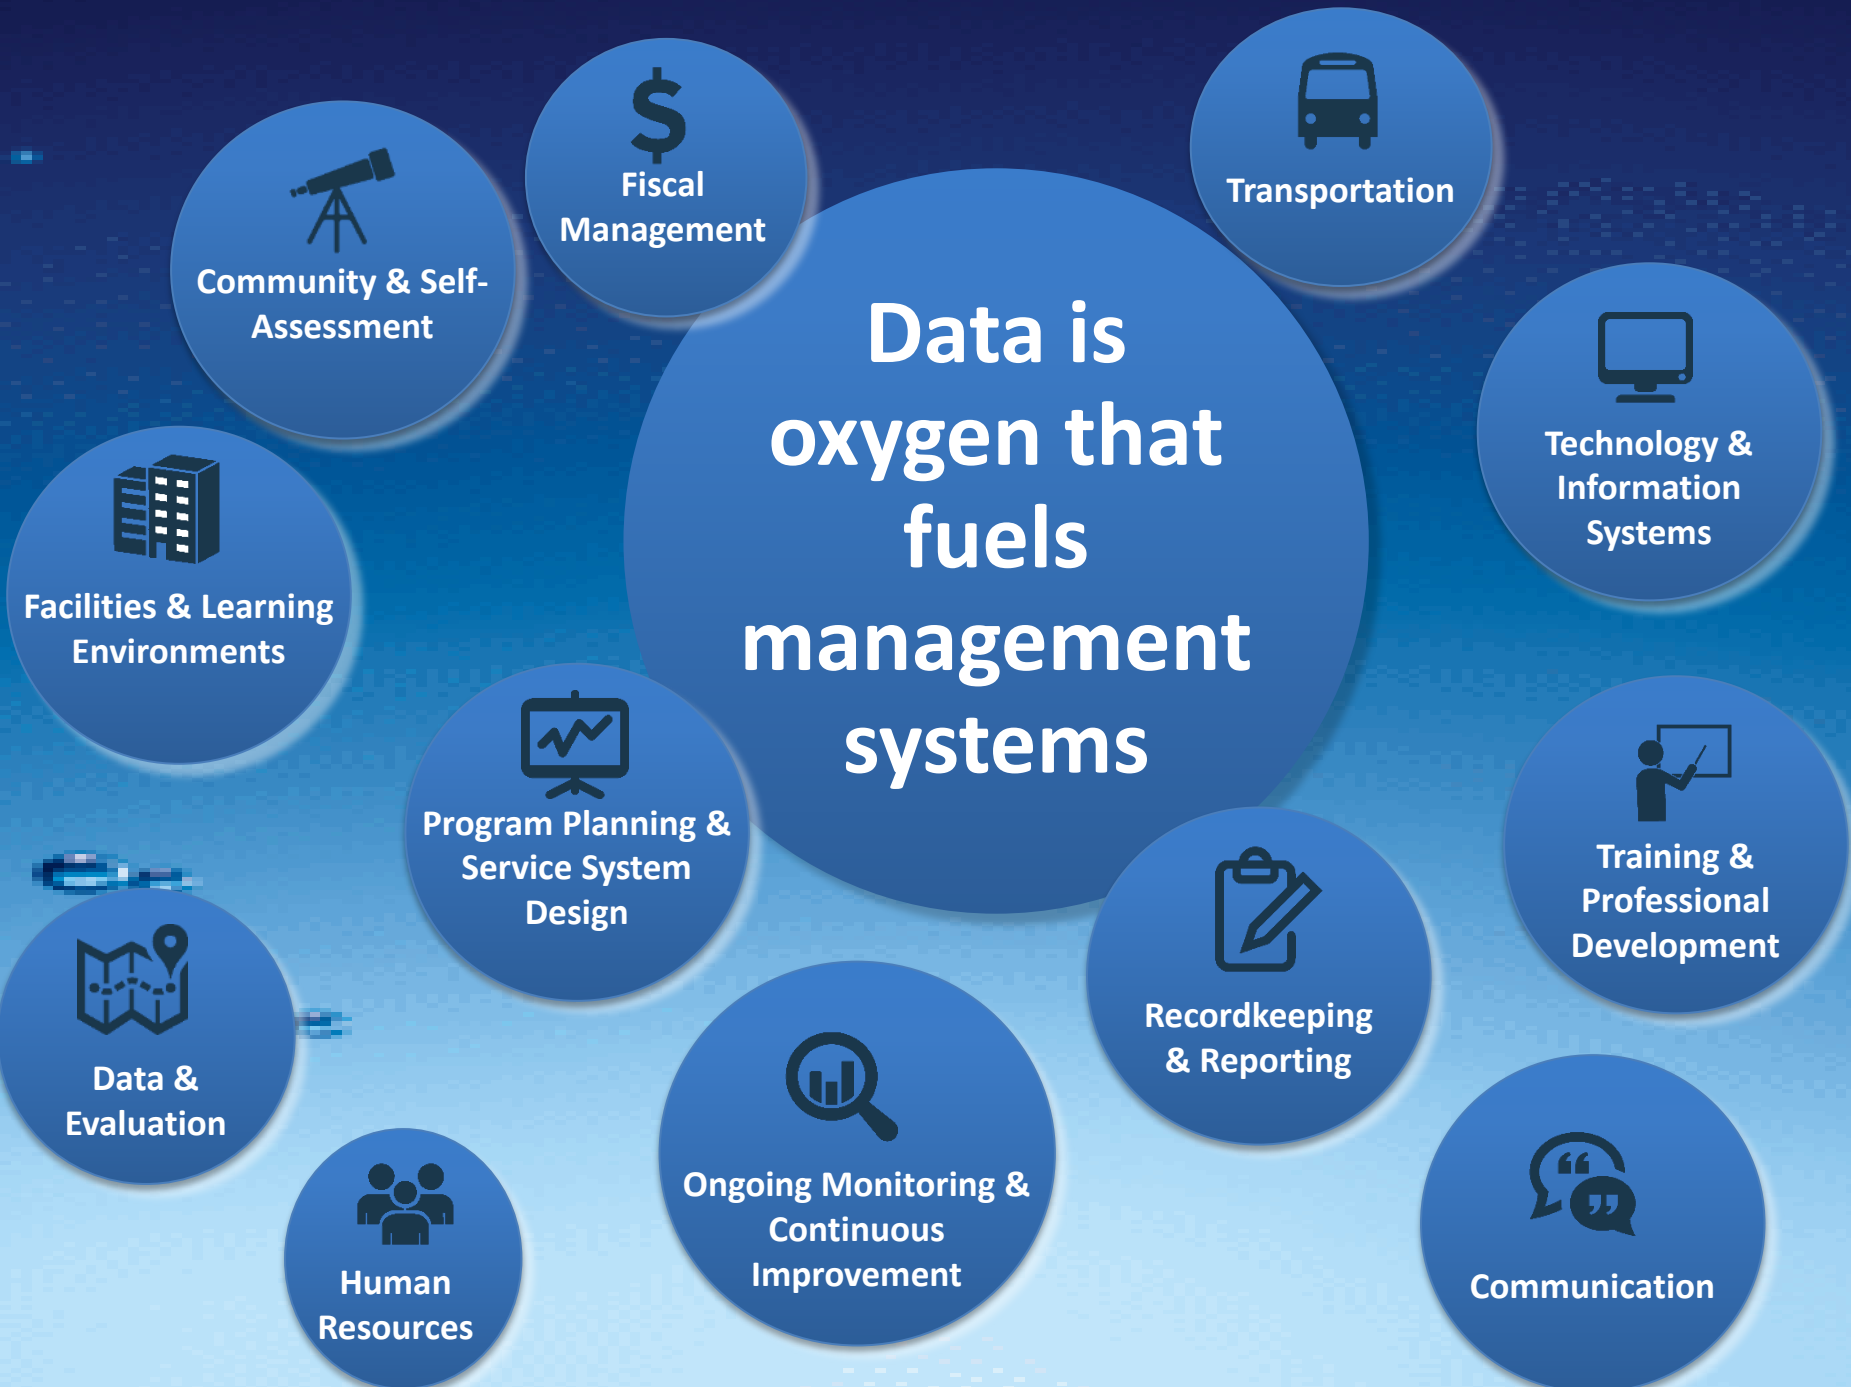 Fiscal
Management
Transportation
Community & Self-
Assessment
Data is
oxygen that
fuels
management
systems
Technology &
Information
Systems
Facilities & Learning
Environments
Program Planning &
Service System
Design
Training &
Professional
Development
Recordkeeping
& Reporting
Data &
Evaluation
Ongoing Monitoring &
Continuous
Improvement
Human
Resources
Communication